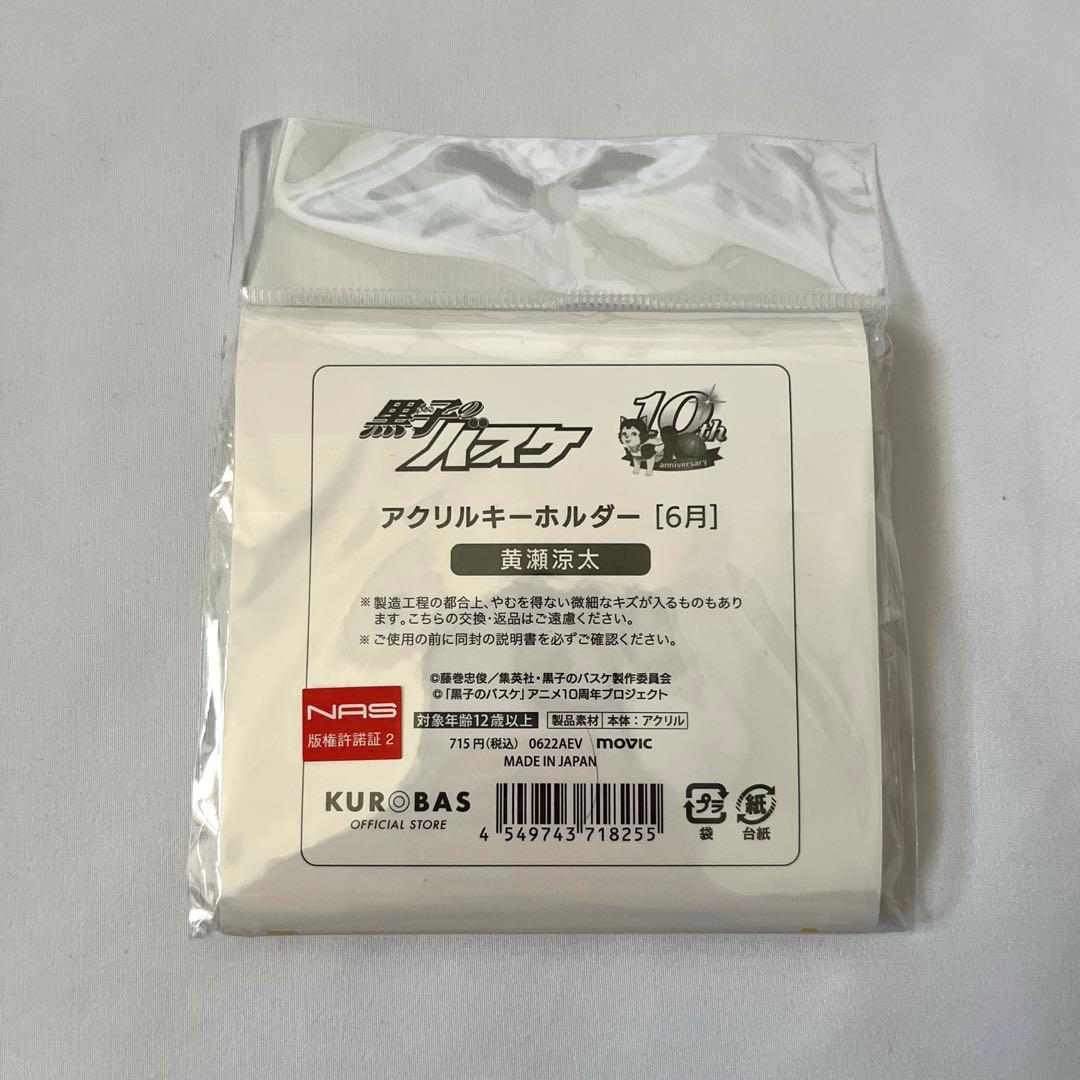 黒子の
バスケ
10th
anniversary
アクリルキーホルダー [6月]
黄瀬涼太
※製造工程の都合上、やむを得ない微細なキズが入るものもあり
ます。こちらの交換・返品はご遠慮ください。
※ご使用の前に同封の説明書を必ずご確認ください。
©藤巻忠俊／集英社・黒子のバスケ製作委員会
©「黒子のバスケ」アニメ10周年プロジェクト
NAS
版権許諾証 2
対象年齢12歳以上 製品素材 本体：アクリル
715円(税込) 0622AEV movic
MADE IN JAPAN
KUROBAS
OFFICIAL STORE
4 549743 718255
プラ
袋
紙
台紙